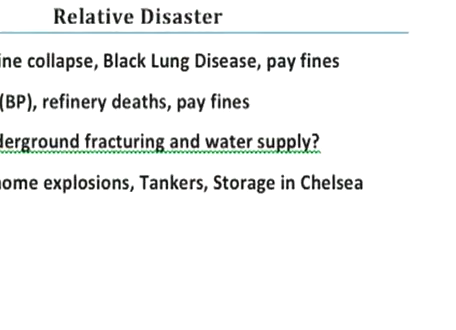 Relative Disaster
ine collapse, Black Lung Disease, pay fines
(BP), refinery deaths, pay fines
derground fracturing and water supply?
ome explosions, Tankers, Storage in Chelsea